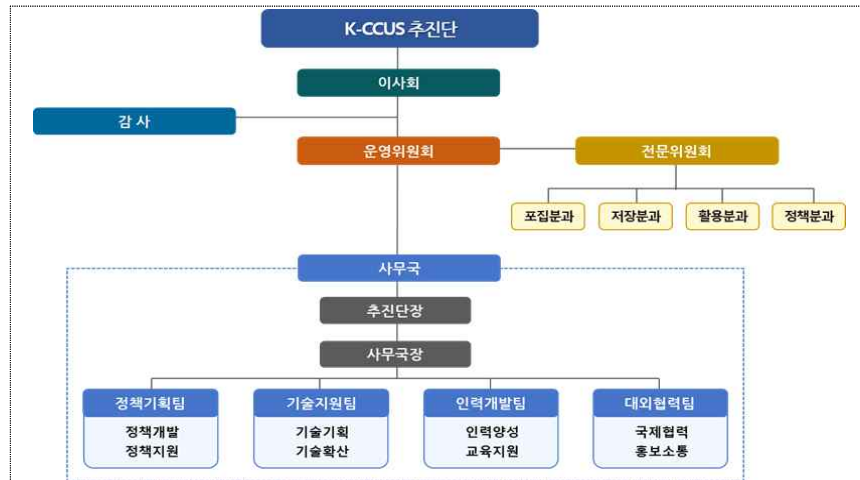 K-CCUS 추진단
이사회
감 사
운영위원회
전문위원회
포집분과
저장분과
활용분과
정책분과
사무국
추진단장
사무국장
정책기획팀
정책개발
정책지원
기술지원팀
기술기획
기술확산
인력개발팀
인력양성
교육지원
대외협력팀
국제협력
홍보소통